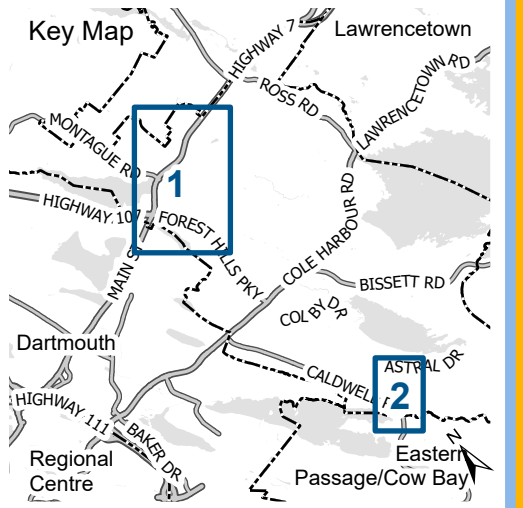 Key Map
Lawrencetown
HIGHWAY 7
ROSS RD
LAWRENCETOWN RD
MONTAGUE RD
1
HIGHWAY 107
FOREST HILLS PKY
MAIN ST
COLE HARBOUR RD
BISSETT RD
COLBY DR
Dartmouth
ASTRAL DR
CALDWELL
2
HIGHWAY 111
BAKER DR
Eastern
Passage/Cow Bay
N
Regional
Centre